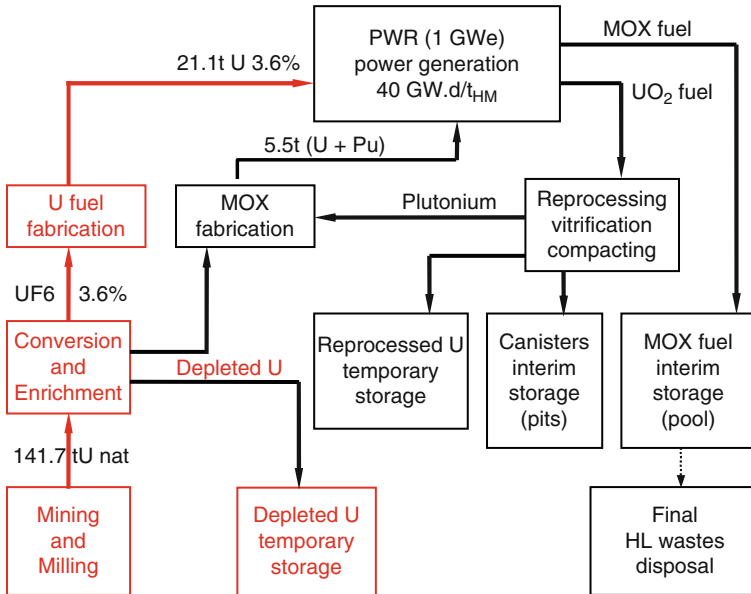 PWR (1 GWe)
power generation
40 GW.d/tHM
MOX fuel
UO2 fuel
21.1t U 3.6%
5.5t (U + Pu)
U fuel
fabrication
MOX
fabrication
Plutonium
Reprocessing
vitrification
compacting
UF6 3.6%
Conversion
and
Enrichment
Depleted U
Reprocessed U
temporary
storage
Canisters
interim
storage
(pits)
MOX fuel
interim
storage
(pool)
141.7 tU nat
Mining
and
Milling
Depleted U
temporary
storage
Final
HL wastes
disposal